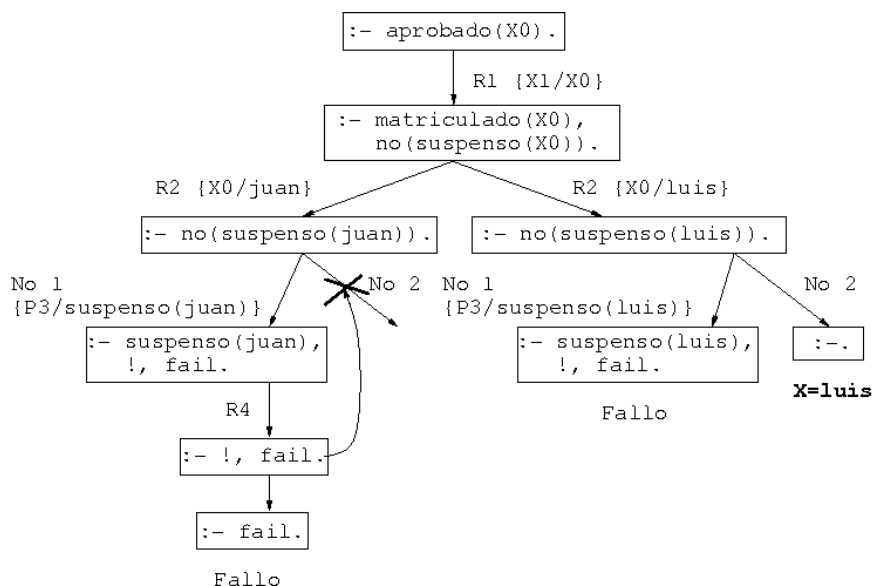 :- aprobado(X0).
R1 {X1/X0}
:- matriculado(X0),
no(suspenso(X0)).
R2 {X0/juan}
R2 {X0/luis}
:- no(suspenso(juan)).
:- no(suspenso(luis)).
No 1
{P3/suspenso(juan)}
No 2
No 1
{P3/suspenso(luis)}
No 2
:- suspenso(juan),
!, fail.
:- suspenso(luis),
!, fail.
:-.
X=luis
Fallo
R4
:- !, fail.
:- fail.
Fallo